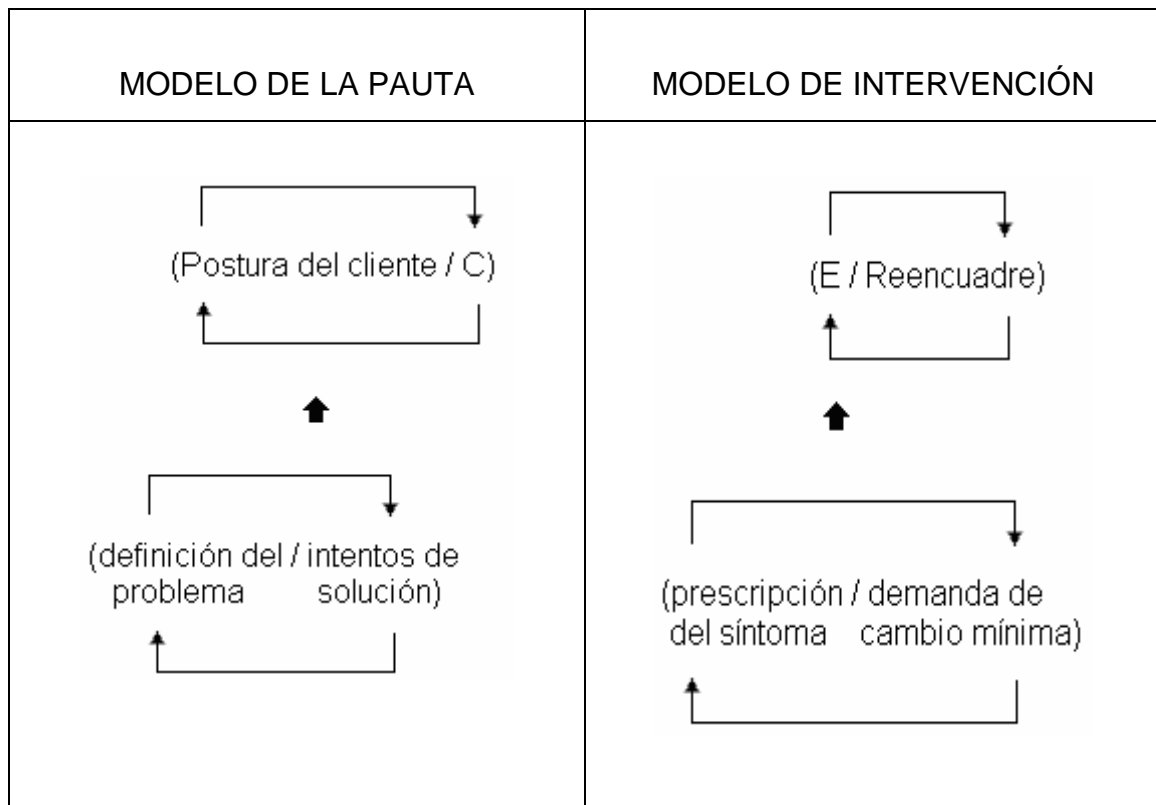 MODELO DE LA PAUTA
MODELO DE INTERVENCIÓN
(Postura del cliente / C)
(definición del / intentos de
problema solución)
(E / Reencuadre)
(prescripción / demanda de
del síntoma cambio mínima)